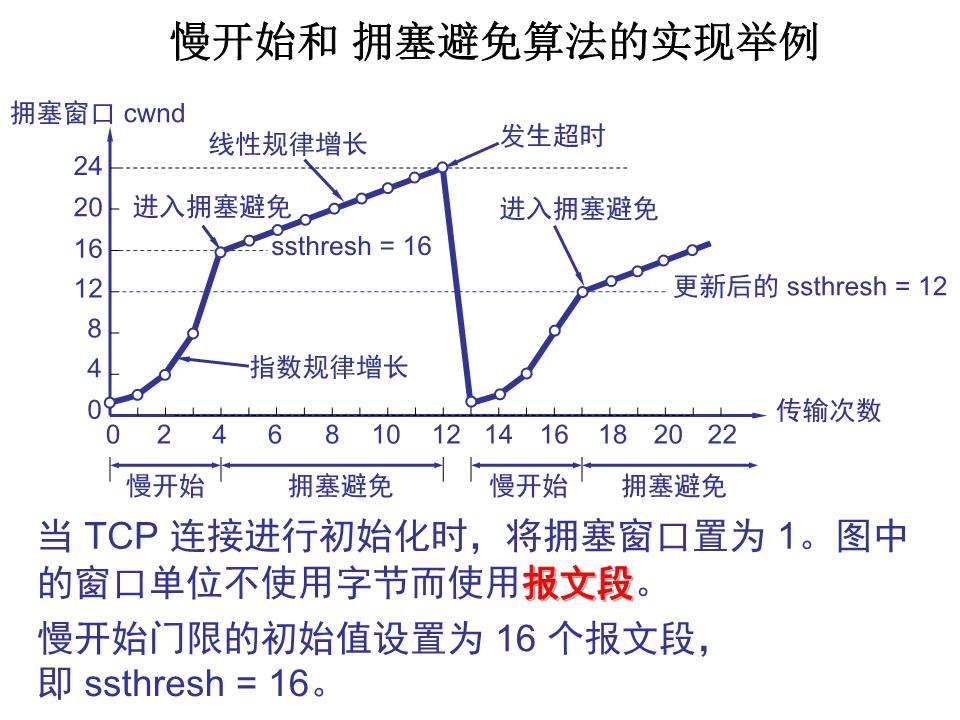 慢开始和 拥塞避免算法的实现举例
拥塞窗口 cwnd
线性规律增长
发生超时
24
20
进入拥塞避免
进入拥塞避免
16
ssthresh = 16
12
更新后的 ssthresh = 12
8
4
指数规律增长
0
传输次数
0 2 4 6 8 10 12 14 16 18 20 22
慢开始 拥塞避免 慢开始 拥塞避免
当 TCP 连接进行初始化时，将拥塞窗口置为 1。图中
的窗口单位不使用字节而使用报文段。
慢开始门限的初始值设置为 16 个报文段，
即 ssthresh = 16。